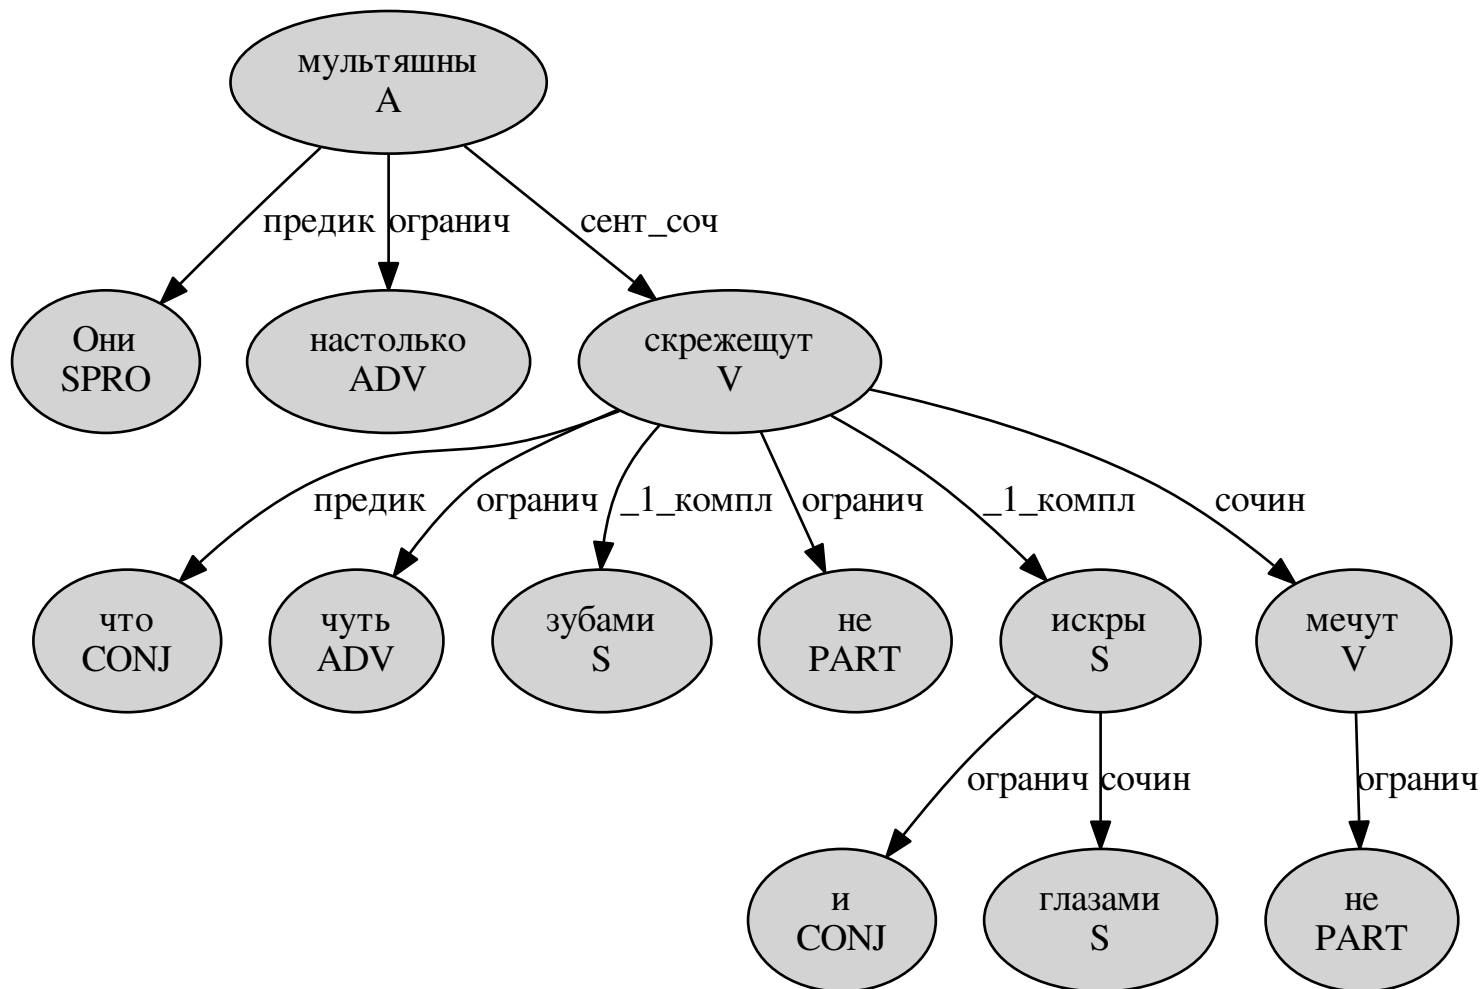 мультяшны
A
предик огранич сент_соч
Они
SPRO
настолько
ADV
скрежещут
V
предик огранич _1_компл огранич _1_компл сочин
что
CONJ
чуть
ADV
зубами
S
не
PART
искры
S
мечут
V
огранич сочин огранич
и
CONJ
глазами
S
не
PART